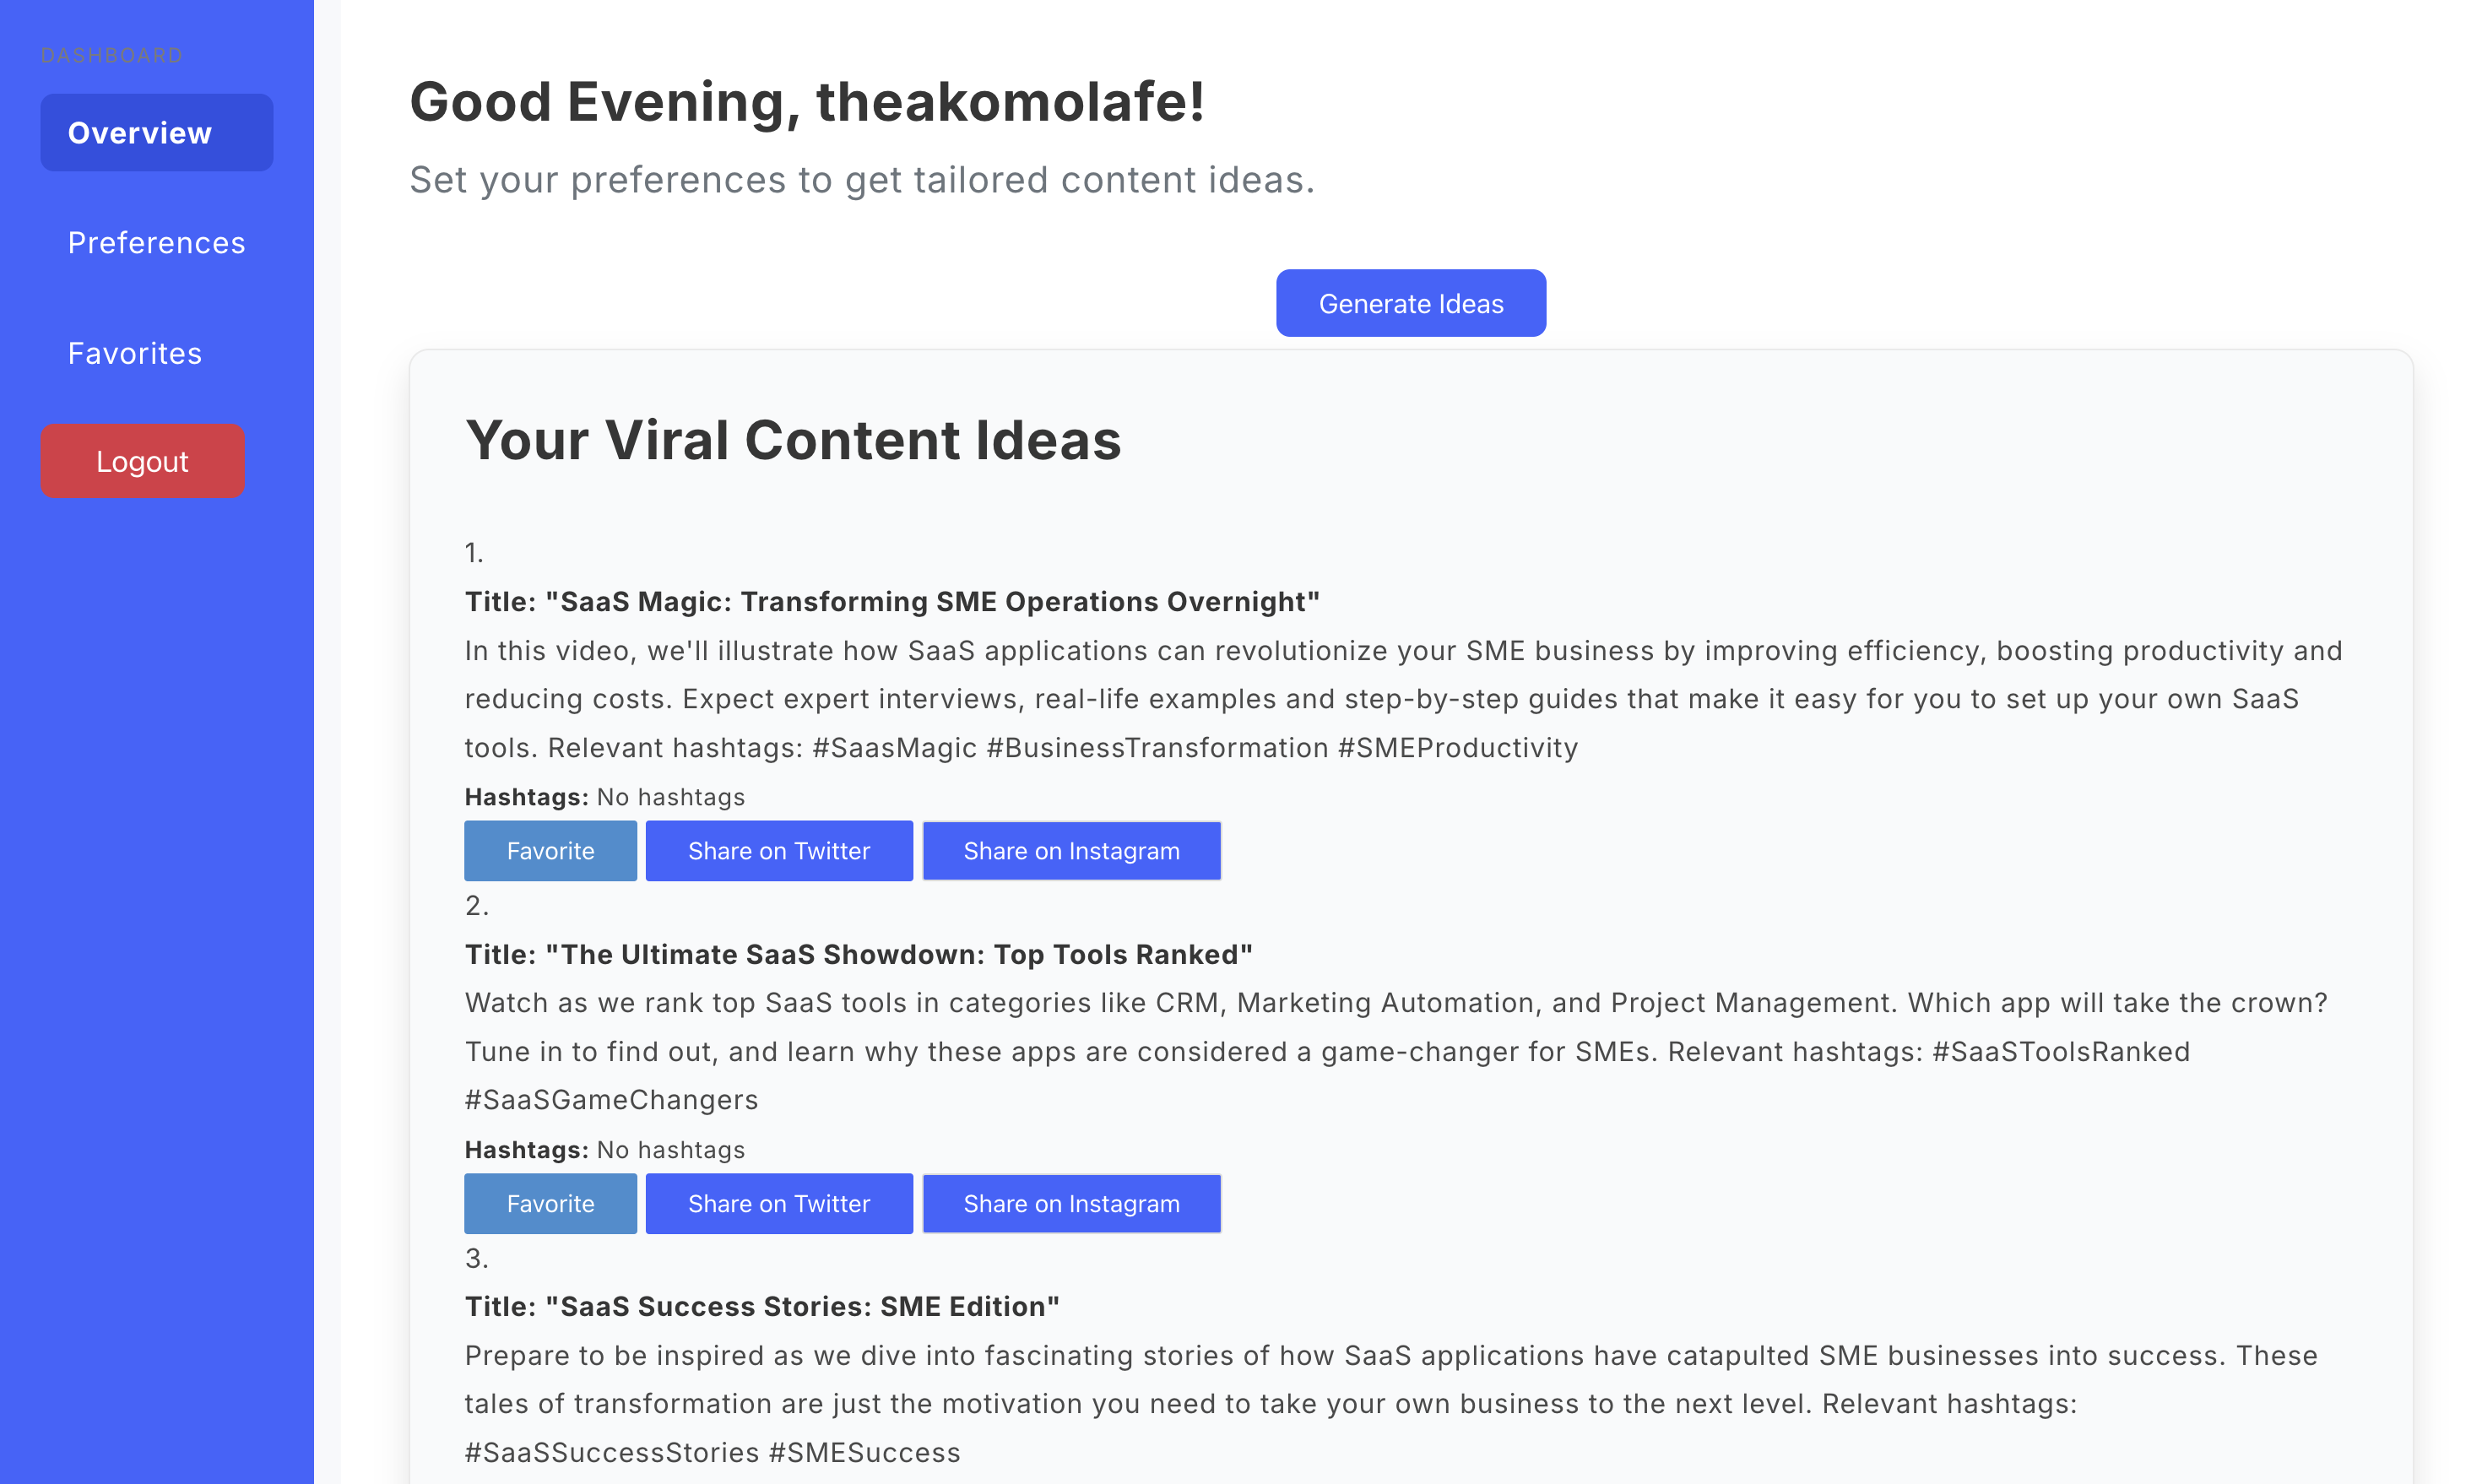 DASHBOARD
Overview
Preferences
Favorites
Logout
Good Evening, theakomolafe!
Set your preferences to get tailored content ideas.
Generate Ideas
Your Viral Content Ideas
1.
Title: "SaaS Magic: Transforming SME Operations Overnight"
In this video, we'll illustrate how SaaS applications can revolutionize your SME business by improving efficiency, boosting productivity and
reducing costs. Expect expert interviews, real-life examples and step-by-step guides that make it easy for you to set up your own SaaS
tools. Relevant hashtags: #SaasMagic #BusinessTransformation #SMEProductivity
Hashtags: No hashtags
Favorite Share on Twitter Share on Instagram
2.
Title: "The Ultimate SaaS Showdown: Top Tools Ranked"
Watch as we rank top SaaS tools in categories like CRM, Marketing Automation, and Project Management. Which app will take the crown?
Tune in to find out, and learn why these apps are considered a game-changer for SMEs. Relevant hashtags: #SaaSToolsRanked
#SaaSGameChangers
Hashtags: No hashtags
Favorite Share on Twitter Share on Instagram
3.
Title: "SaaS Success Stories: SME Edition"
Prepare to be inspired as we dive into fascinating stories of how SaaS applications have catapulted SME businesses into success. These
tales of transformation are just the motivation you need to take your own business to the next level. Relevant hashtags:
#SaaSSuccessStories #SMESuccess